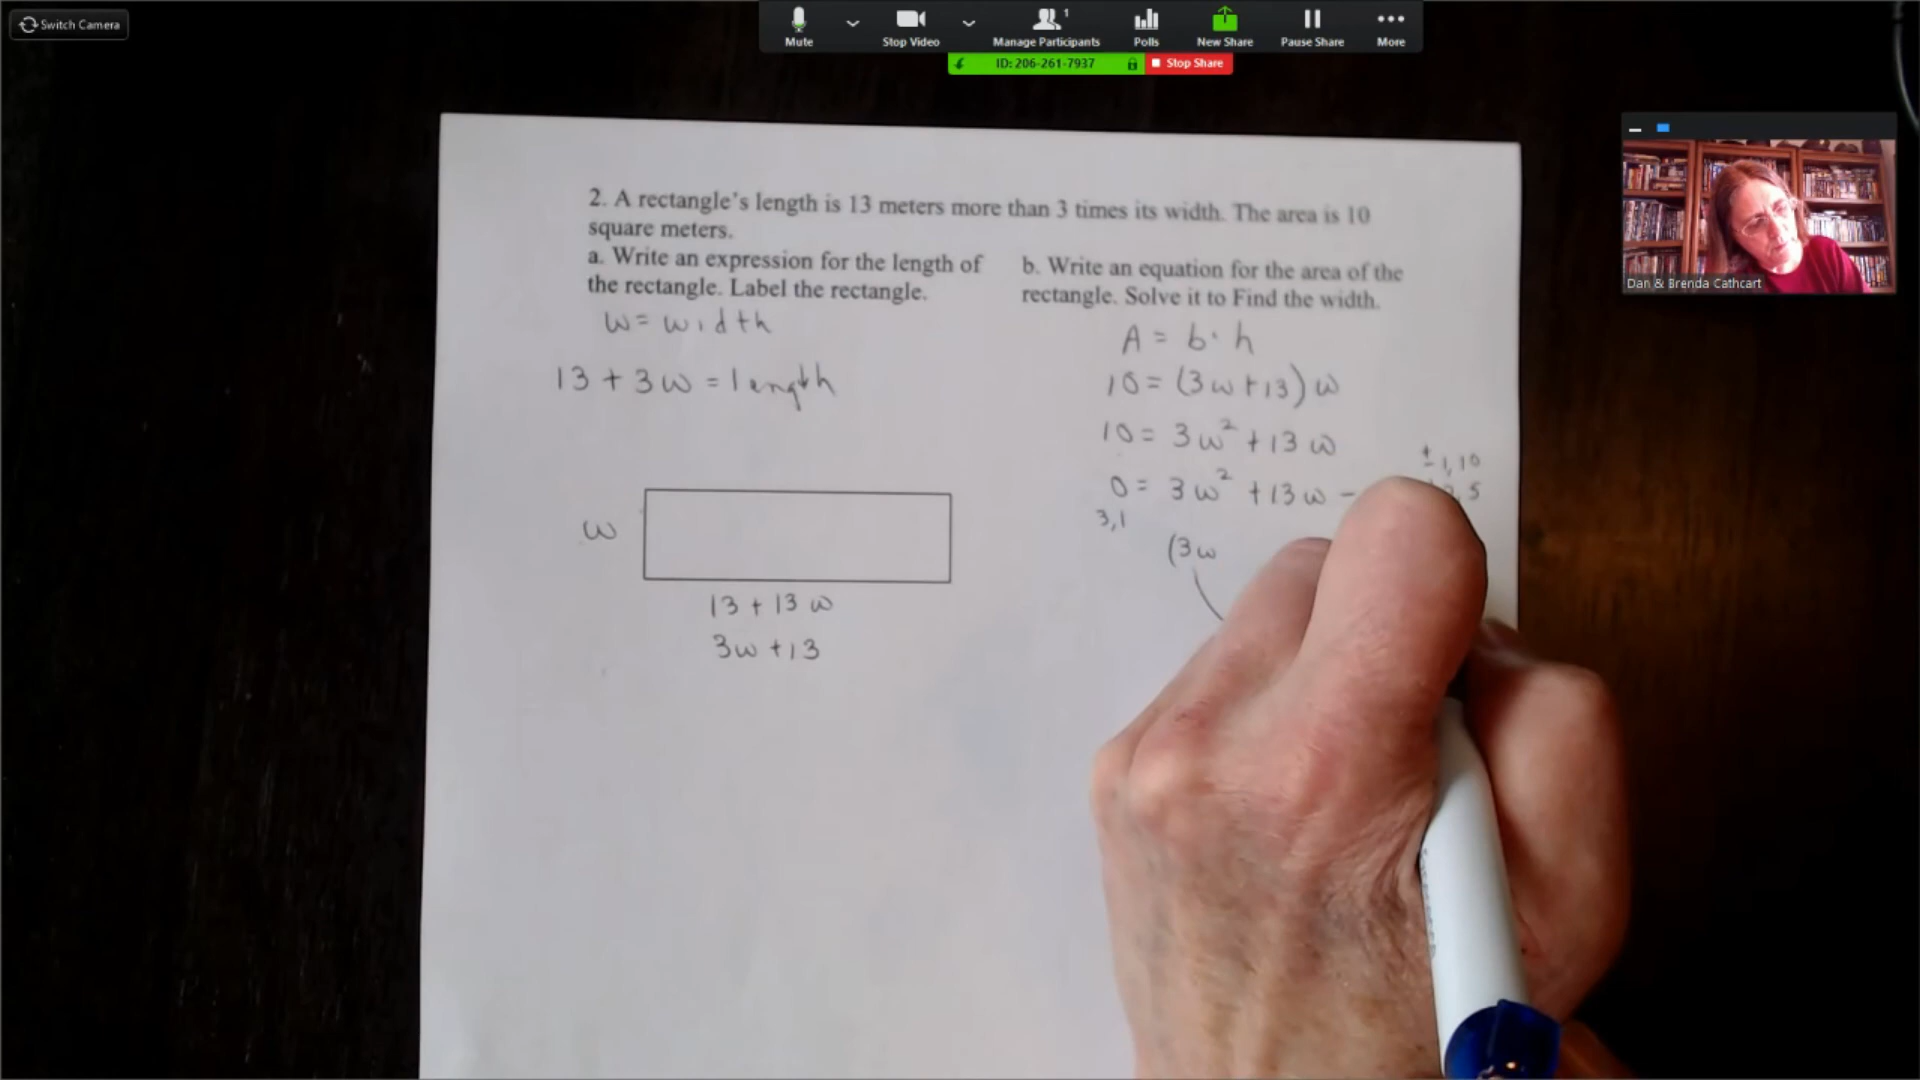 Switch Camera
Mute
Stop Video
1
Manage Participants
Polls
New Share
Pause Share
More
ID: 206-261-7937
Stop Share
Dan & Brenda Cathcart
2. A rectangle's length is 13 meters more than 3 times its width. The area is 10
square meters.
a. Write an expression for the length of
the rectangle. Label the rectangle.
w = width
13 + 3w = length
w
13 + 13 w
3w + 13
b. Write an equation for the area of the
rectangle. Solve it to Find the width.
A = b · h
10 = (3w + 13) w
10 = 3w² + 13 w
± 1, 10
0 = 3w² + 13w -
, 5
3, 1
(3w